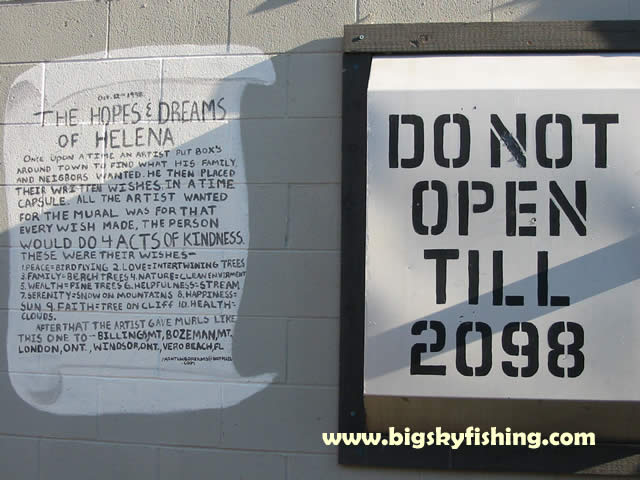 Oct. 12-1998
THE HOPES & DREAMS
OF HELENA
ONCE UPON A TIME AN ARTIST PUT BOXS
AROUND TOWN TO FIND WHAT HIS FAMILY
AND NEIGBORS WANTED. HE THEN PLACED
THEIR WRITTEN WISHES IN A TIME
CAPSULE. ALL THE ARTIST WANTED
FOR THE MURAL WAS FOR THAT
EVERY WISH MADE, THE PERSON
WOULD DO 4 ACTS OF KINDNESS.
THESE WERE THEIR WISHES-
1.PEACE=BIRD FLYING 2.LOVE=INTERTWINING TREES
3.FAMILY=BERCH TREES 4.NATURE=CLEAN ENVIRMENT
5.WEALTH=PINE TREES 6.HELPFULNESS=STREAM
7.SERENITY=SNOW ON MOUNTAINS 8.HAPPINESS=
SUN 9.FAITH=TREE ON CLIFF 10.HEALTH=
CLOUDS.
AFTER THAT THE ARTIST GAVE MURLS LIKE
THIS ONE TO - BILLINGS,MT, BOZEMAN,MT.
LONDON,ONT., WINDSOR,ONT., VERO BEACH,FL
.COM
DO NOT
OPEN
TILL
2098
www.bigskyfishing.com